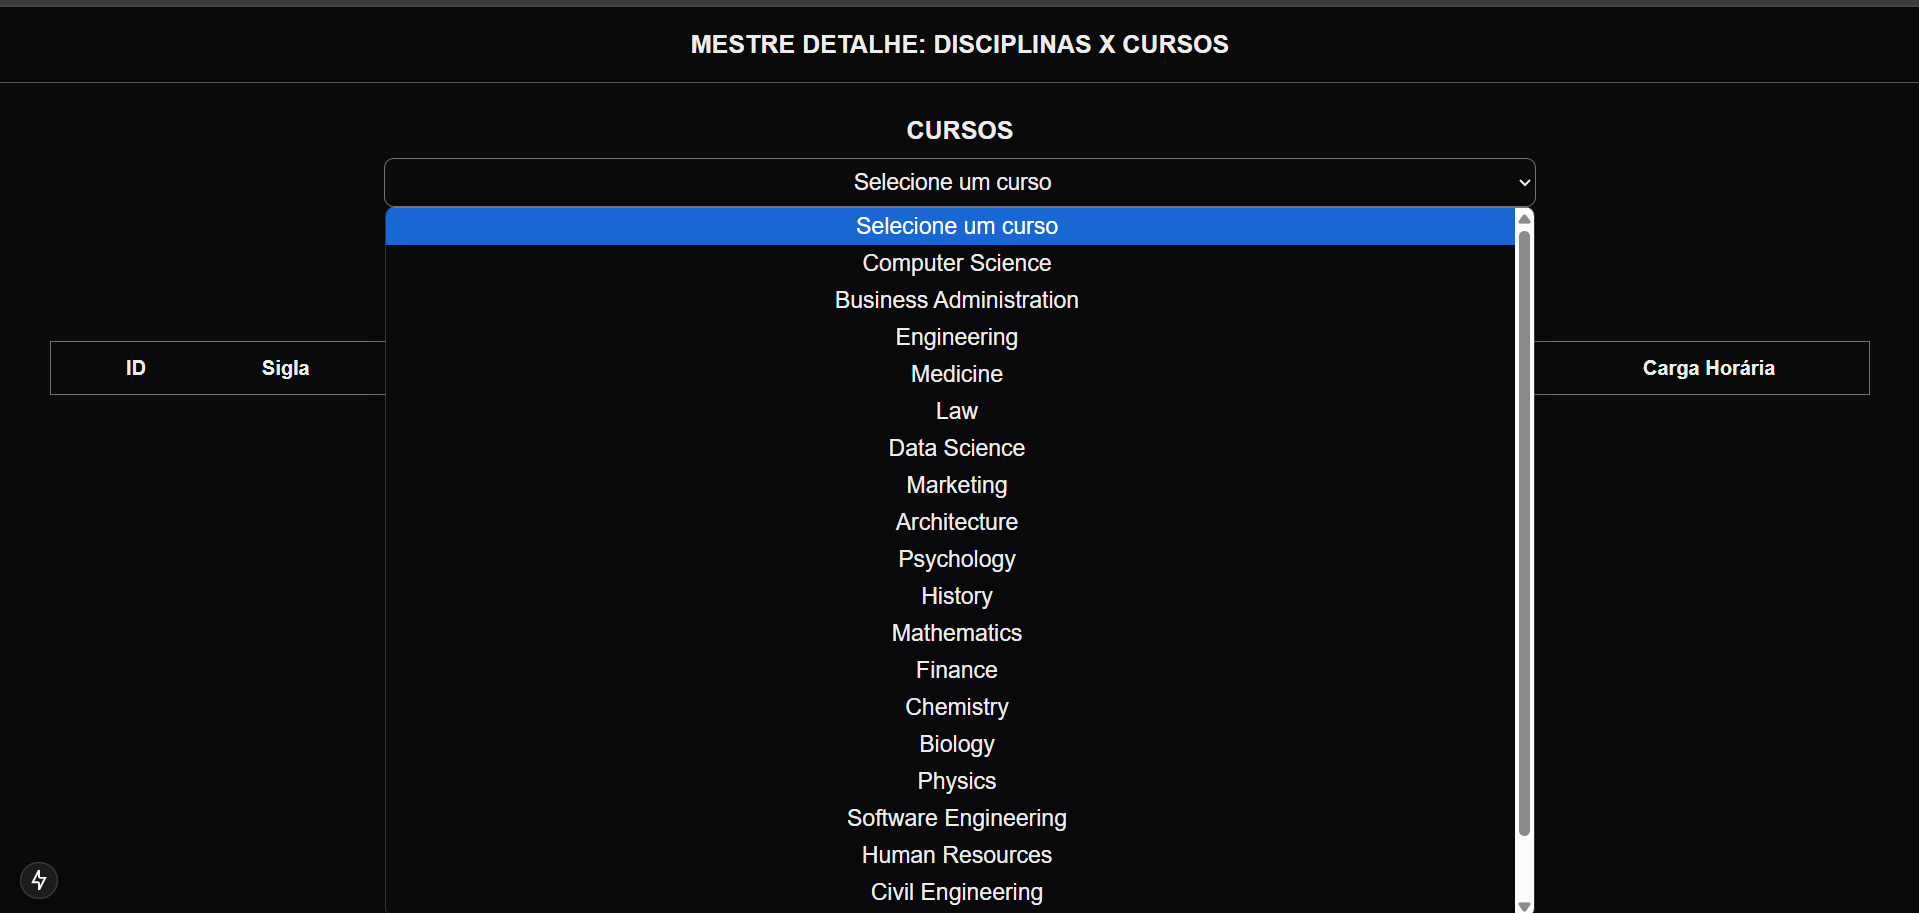 MESTRE DETALHE: DISCIPLINAS X CURSOS
CURSOS
Selecione um curso
Selecione um curso
Computer Science
Business Administration
Engineering
Medicine
Law
Data Science
Marketing
Architecture
Psychology
History
Mathematics
Finance
Chemistry
Biology
Physics
Software Engineering
Human Resources
Civil Engineering
ID Sigla Carga Horária